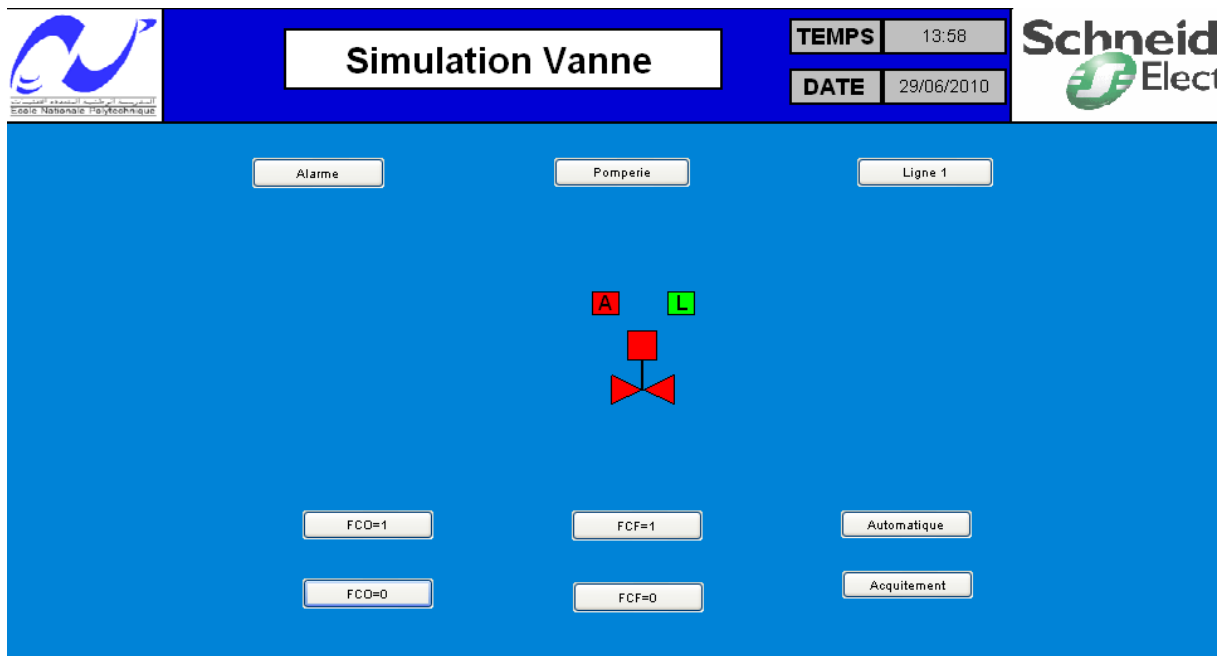 Simulation Vanne
TEMPS 13:58
DATE 29/06/2010
Schneid
Elect
Ecole Nationale Polytechnique
Alarme
Pomperie
Ligne 1
A
L
FCO=1
FCF=1
Automatique
FCO=0
FCF=0
Acquitement